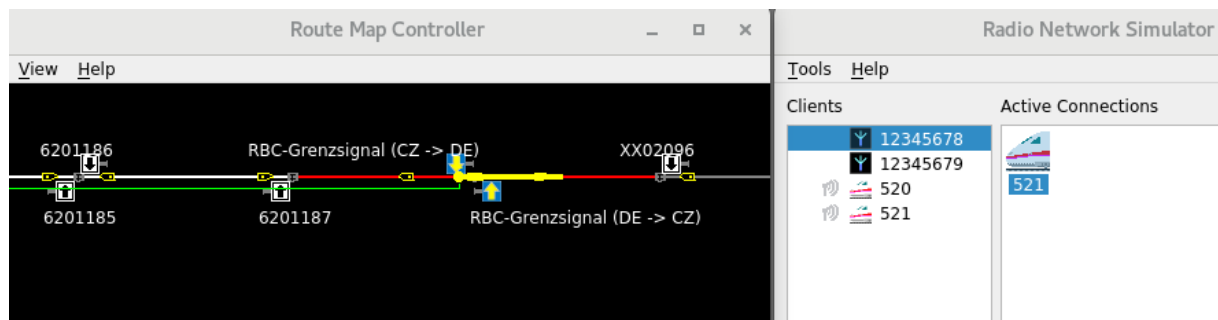 Route Map Controller
View Help
6201186
RBC-Grenzsignal (CZ -> DE)
XX02096
6201185
6201187
RBC-Grenzsignal (DE -> CZ)
Radio Network Simulator
Tools Help
Clients
Active Connections
12345678
12345679
520
521
521